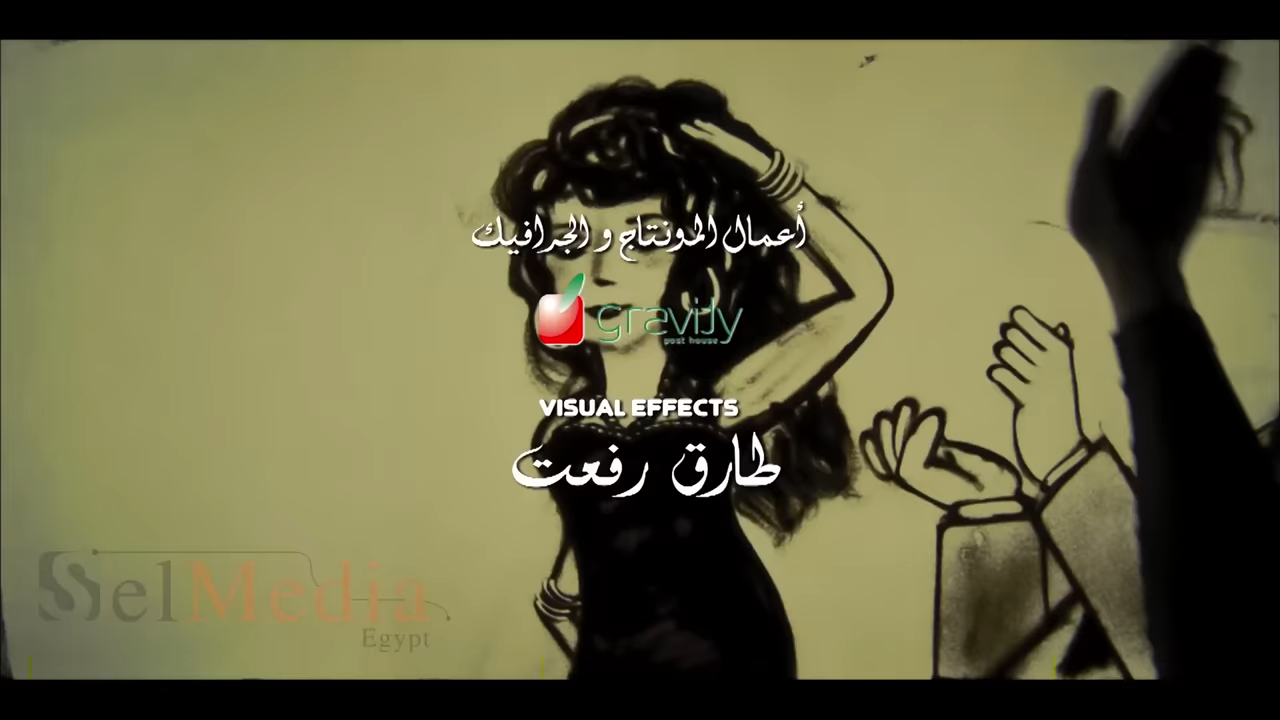 أعمال المونتاج و الجرافيك
gravity
post house
VISUAL EFFECTS
طارق رفعت
SelMedia
Egypt